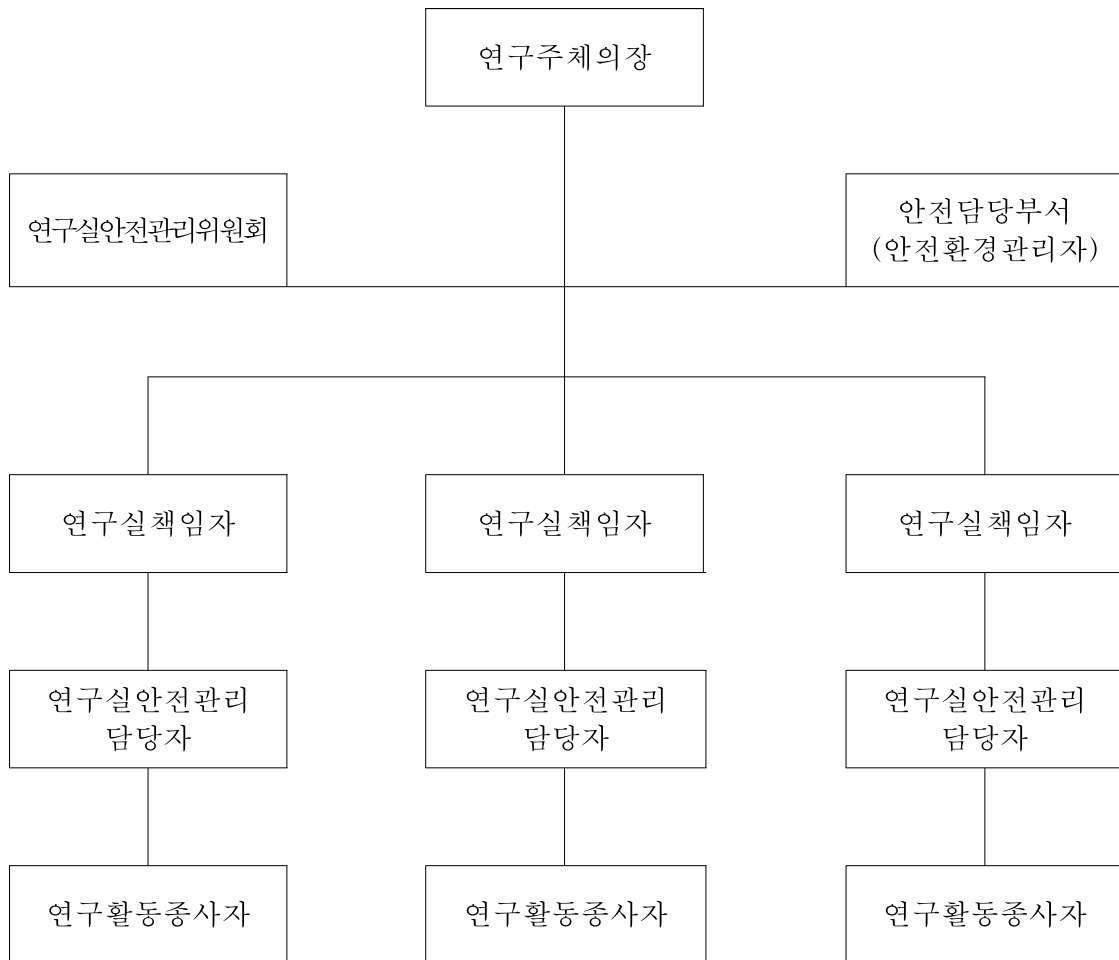 연구주체의장
연구실안전관리위원회
안전담당부서
(안전환경관리자)
연구실책임자
연구실책임자
연구실책임자
연구실안전관리
담당자
연구실안전관리
담당자
연구실안전관리
담당자
연구활동종사자
연구활동종사자
연구활동종사자